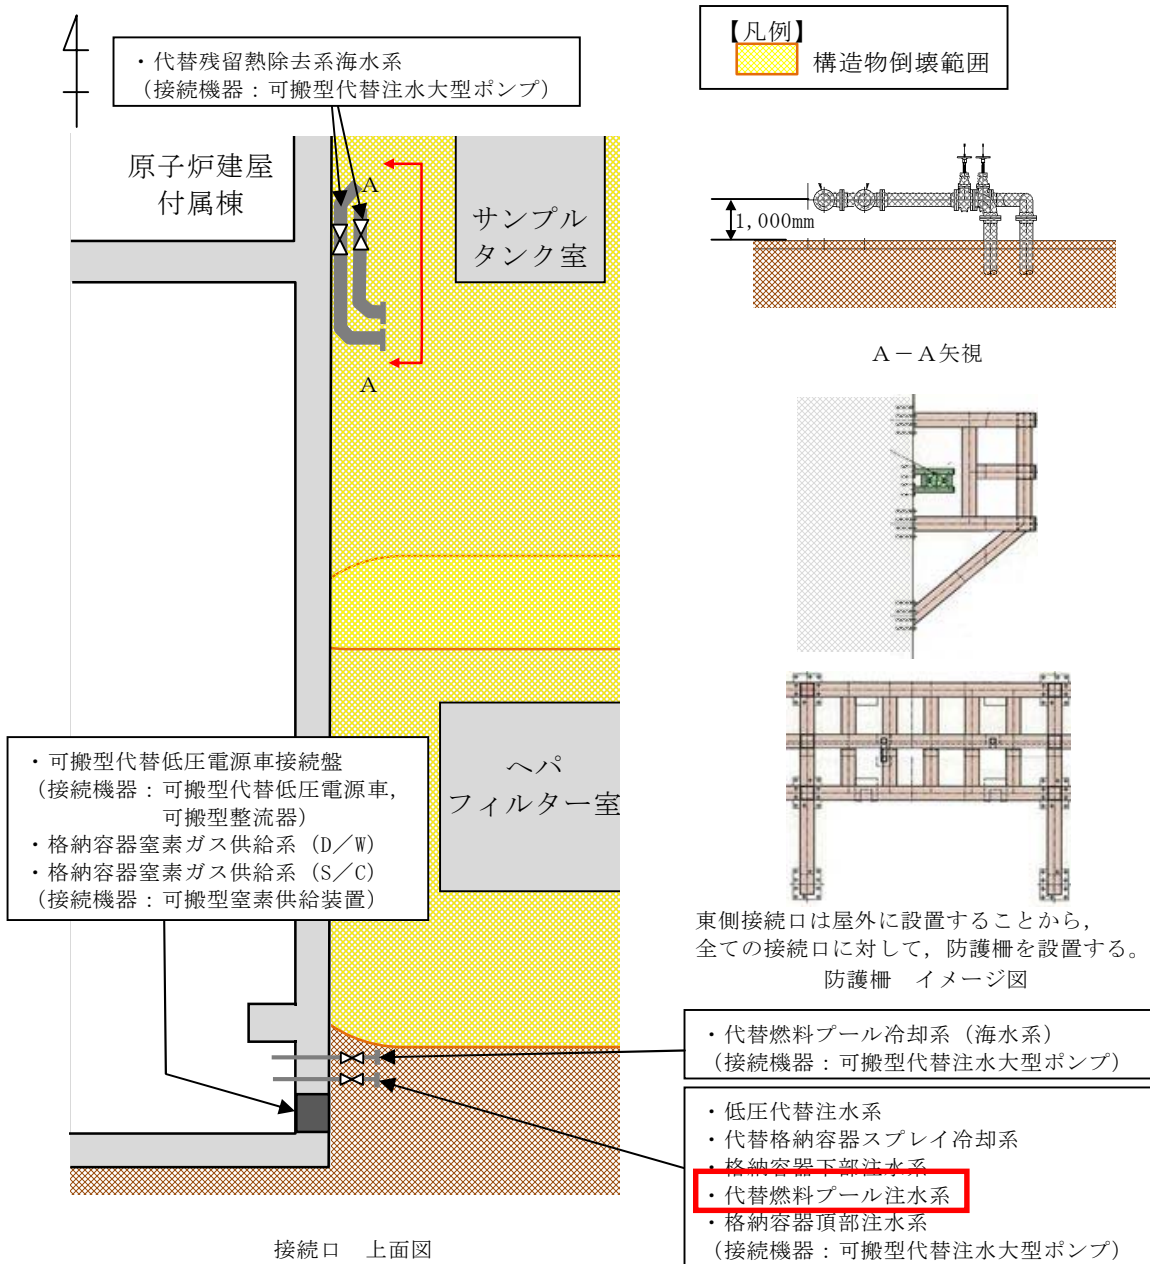 ・代替残留熱除去系海水系
（接続機器：可搬型代替注水大型ポンプ）
【凡例】
構造物倒壊範囲
原子炉建屋
付属棟
A
サンプル
タンク室
A
1,000mm
A－A矢視
・可搬型代替低圧電源車接続盤
（接続機器：可搬型代替低圧電源車，
可搬型整流器）
・格納容器窒素ガス供給系（D／W）
・格納容器窒素ガス供給系（S／C）
（接続機器：可搬型窒素供給装置）
ヘパ
フィルター室
東側接続口は屋外に設置することから，
全ての接続口に対して，防護柵を設置する。
防護柵　イメージ図
・代替燃料プール冷却系（海水系）
（接続機器：可搬型代替注水大型ポンプ）
・低圧代替注水系
・代替格納容器スプレイ冷却系
・格納容器下部注水系
・代替燃料プール注水系
・格納容器頂部注水系
（接続機器：可搬型代替注水大型ポンプ）
接続口　上面図